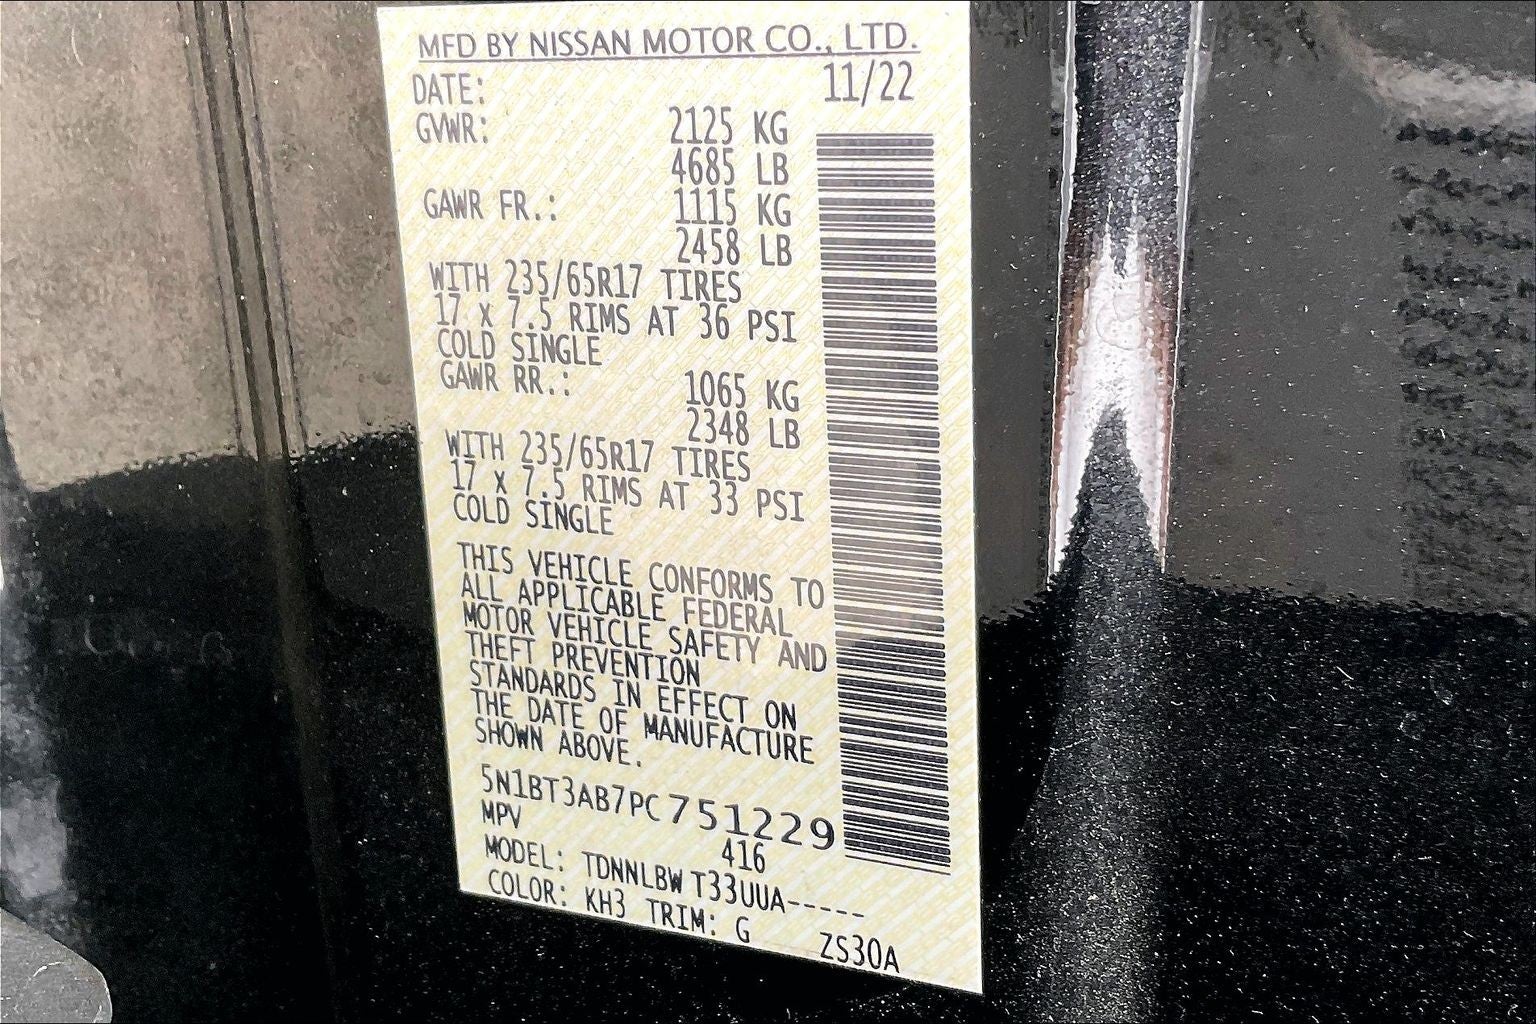 MFD BY NISSAN MOTOR CO., LTD.
DATE: 11/22
GVWR: 2125 KG
4685 LB
GAWR FR.: 1115 KG
2458 LB
WITH 235/65R17 TIRES
17 x 7.5 RIMS AT 36 PSI
COLD SINGLE
GAWR RR.: 1065 KG
2348 LB
WITH 235/65R17 TIRES
17 x 7.5 RIMS AT 33 PSI
COLD SINGLE
THIS VEHICLE CONFORMS TO
ALL APPLICABLE FEDERAL
MOTOR VEHICLE SAFETY AND
THEFT PREVENTION
STANDARDS IN EFFECT ON
THE DATE OF MANUFACTURE
SHOWN ABOVE.
5N1BT3AB7PC751229
MPV 416
MODEL: TDNNLBWT33UUA-----
COLOR: KH3 TRIM: G ZS30A